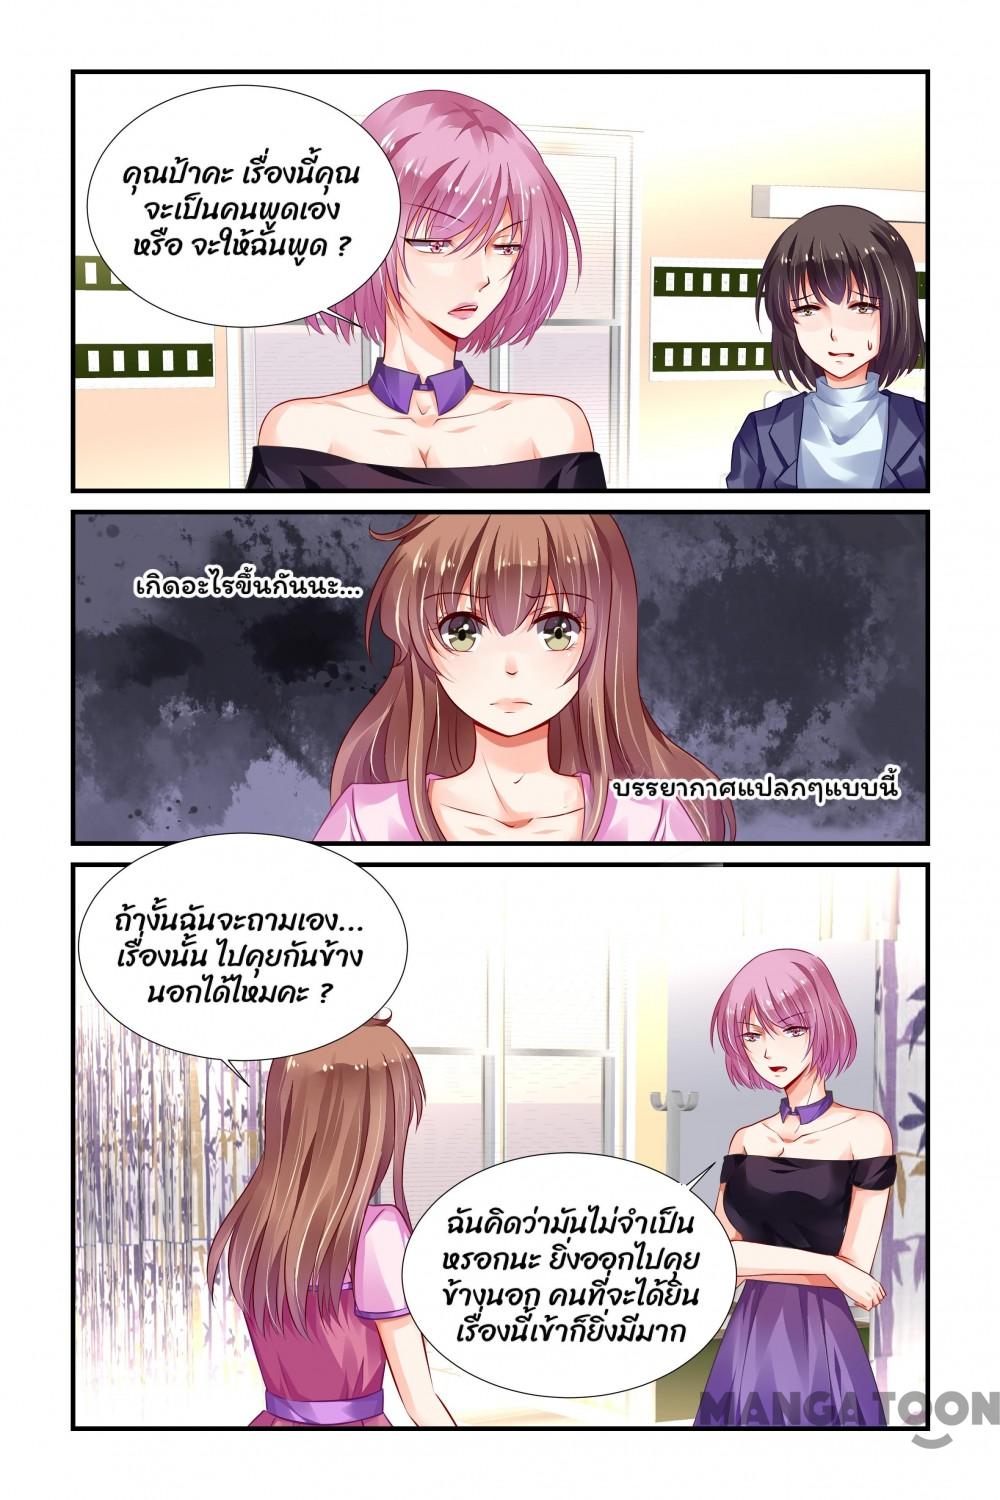 คุณป้าคะ เรื่องนี้คุณ
จะเป็นคนพูดเอง
หรือ จะให้ฉันพูด ?
เกิดอะไรขึ้นกันนะ...
บรรยากาศแปลกๆแบบนี้
ถ้างั้นฉันจะถามเอง...
เรื่องนั้น ไปคุยกันข้าง
นอกได้ไหมคะ ?
ฉันคิดว่ามันไม่จำเป็น
หรอกนะ ยิ่งออกไปคุย
ข้างนอก คนที่จะได้ยิน
เรื่องนี้เข้าก็ยิ่งมีมาก
MANGATOON